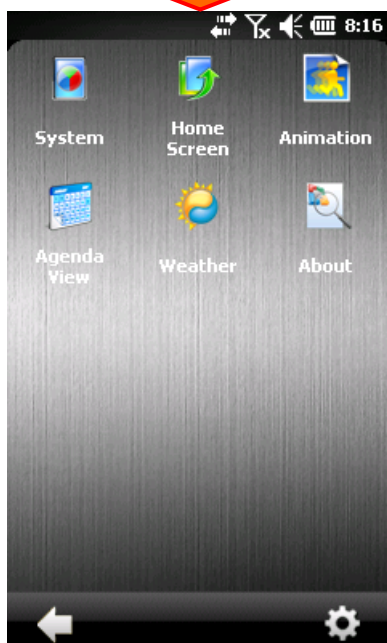 8:16
System
Home
Screen
Animation
Agenda
View
Weather
About